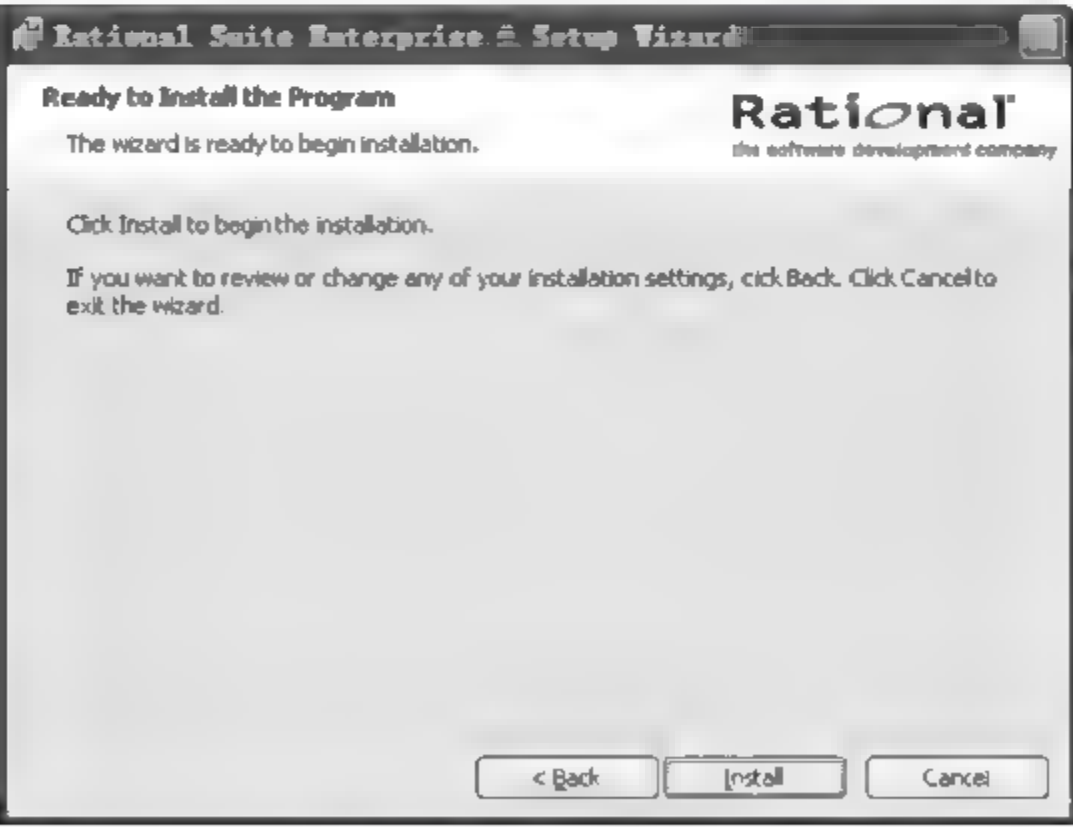 Rational Suite Enterprise - Setup Wizard
Ready to Install the Program
The wizard is ready to begin installation.
Rational
the software development company
Click Install to begin the installation.
If you want to review or change any of your installation settings, click Back. Click Cancel to
exit the wizard.
< Back
Install
Cancel